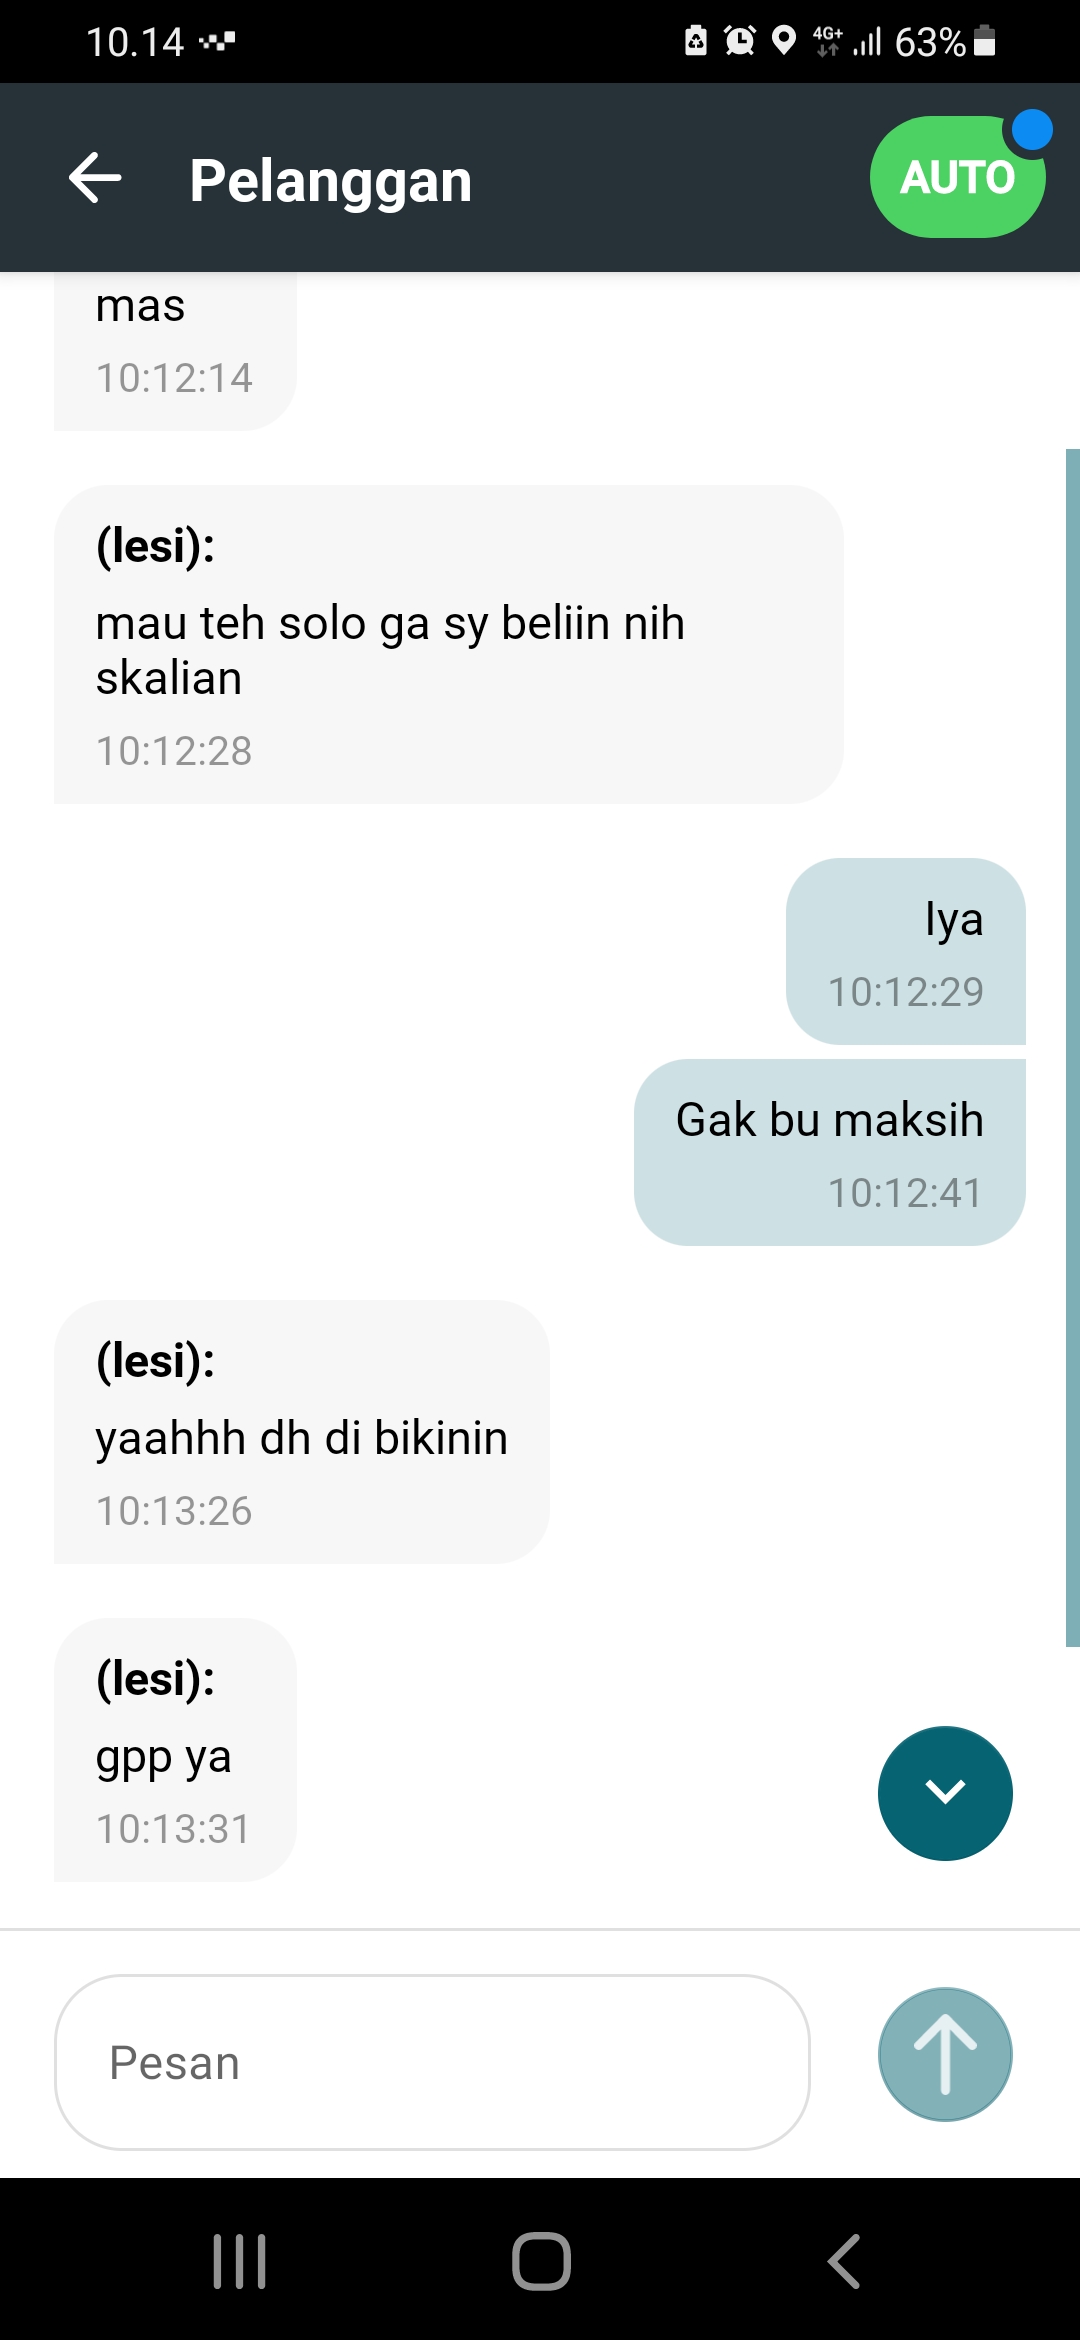 10.14
4G+ 63%
Pelanggan
AUTO
mas
10:12:14
(lesi):
mau teh solo ga sy beliin nih
skalian
10:12:28
Iya
10:12:29
Gak bu maksih
10:12:41
(lesi):
yaahhh dh di bikinin
10:13:26
(lesi):
gpp ya
10:13:31
Pesan